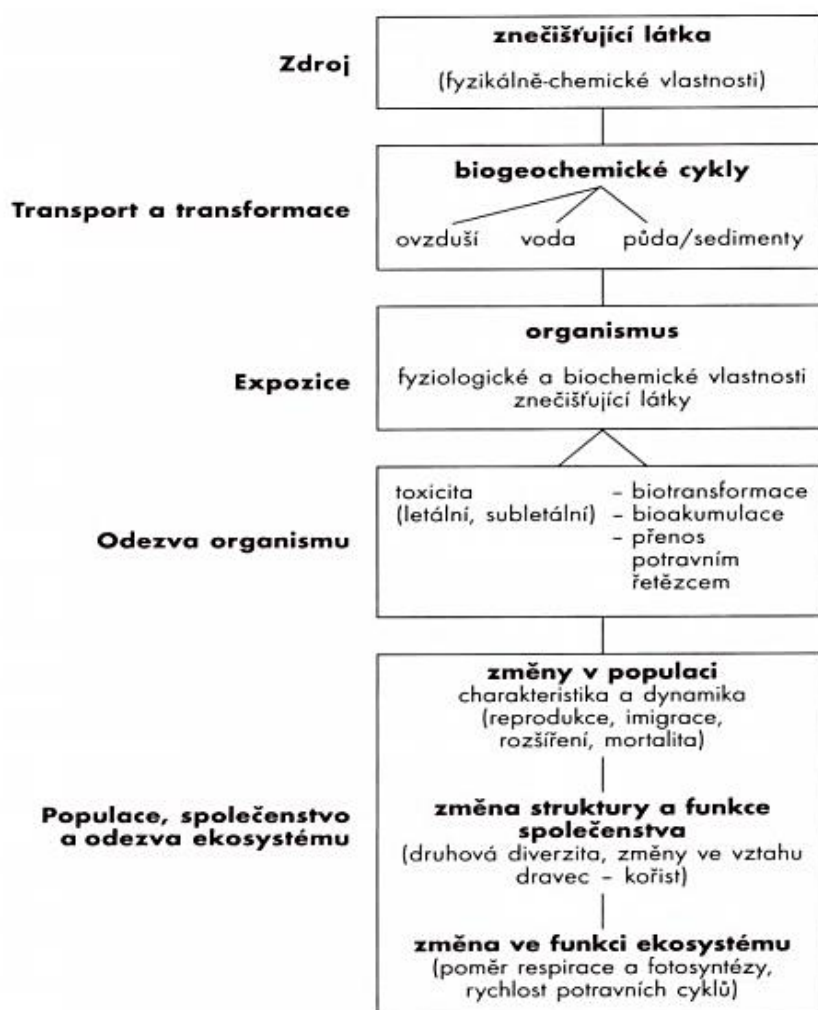 Zdroj
znečišťující látka
(fyzikálně-chemické vlastnosti)
Transport a transformace
biogeochemické cykly
ovzduší voda půda/sedimenty
Expozice
organismus
fyziologické a biochemické vlastnosti
znečišťující látky
Odezva organismu
toxicita
(letální, subletální)
– biotransformace
– bioakumulace
– přenos
potravním
řetězcem
Populace, společenstvo
a odezva ekosystému
změny v populaci
charakteristika a dynamika
(reprodukce, imigrace,
rozšíření, mortalita)
změna struktury a funkce
společenstva
(druhová diverzita, změny ve vztahu
dravec – kořist)
změna ve funkci ekosystému
(poměr respirace a fotosyntézy,
rychlost potravních cyklů)